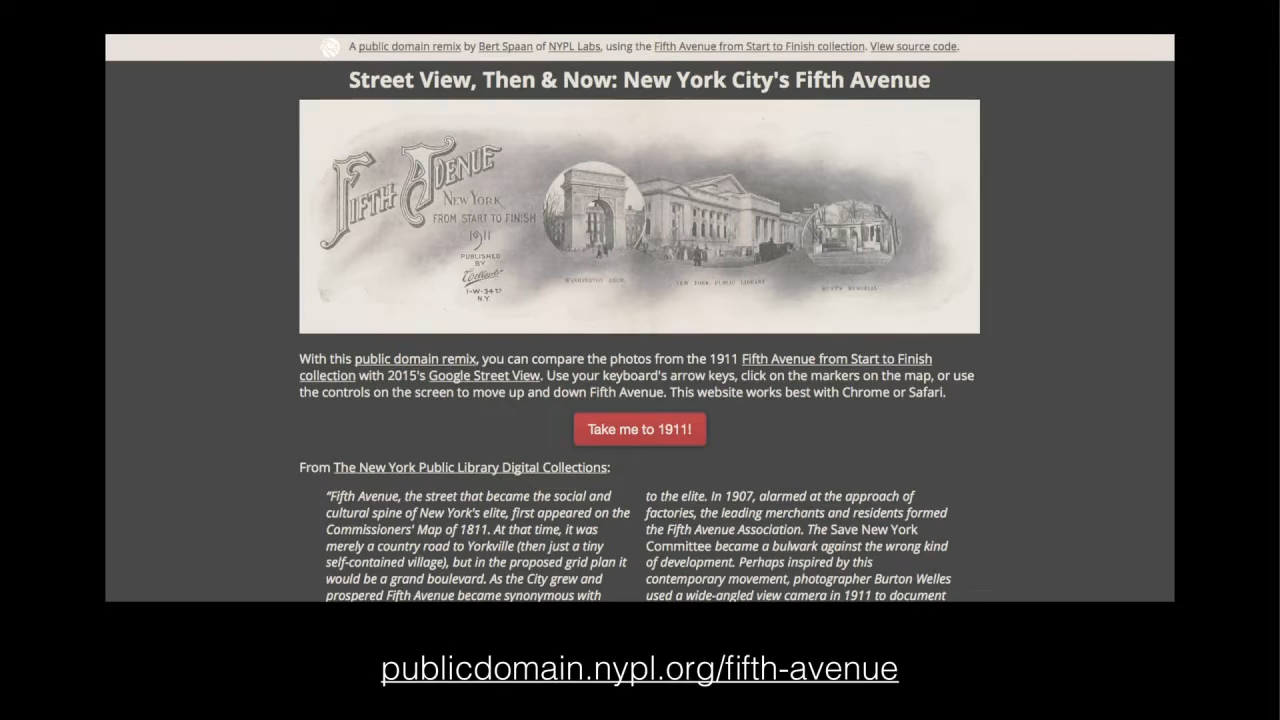 A public domain remix by Bert Spaan of NYPL Labs, using the Fifth Avenue from Start to Finish collection. View source code.
Street View, Then & Now: New York City's Fifth Avenue
FIFTH AVENUE
NEW YORK
FROM START TO FINISH
1911
PUBLISHED
BY
Welles
1-W-34TH
N.Y.
WASHINGTON ARCH.
NEW YORK PUBLIC LIBRARY
HUNT'S MEMORIAL
With this public domain remix, you can compare the photos from the 1911 Fifth Avenue from Start to Finish
collection with 2015's Google Street View. Use your keyboard's arrow keys, click on the markers on the map, or use
the controls on the screen to move up and down Fifth Avenue. This website works best with Chrome or Safari.
Take me to 1911!
From The New York Public Library Digital Collections:
“Fifth Avenue, the street that became the social and
cultural spine of New York's elite, first appeared on the
Commissioners' Map of 1811. At that time, it was
merely a country road to Yorkville (then just a tiny
self-contained village), but in the proposed grid plan it
would be a grand boulevard. As the City grew and
prospered Fifth Avenue became synonymous with
to the elite. In 1907, alarmed at the approach of
factories, the leading merchants and residents formed
the Fifth Avenue Association. The Save New York
Committee became a bulwark against the wrong kind
of development. Perhaps inspired by this
contemporary movement, photographer Burton Welles
used a wide-angled view camera in 1911 to document
publicdomain.nypl.org/fifth-avenue